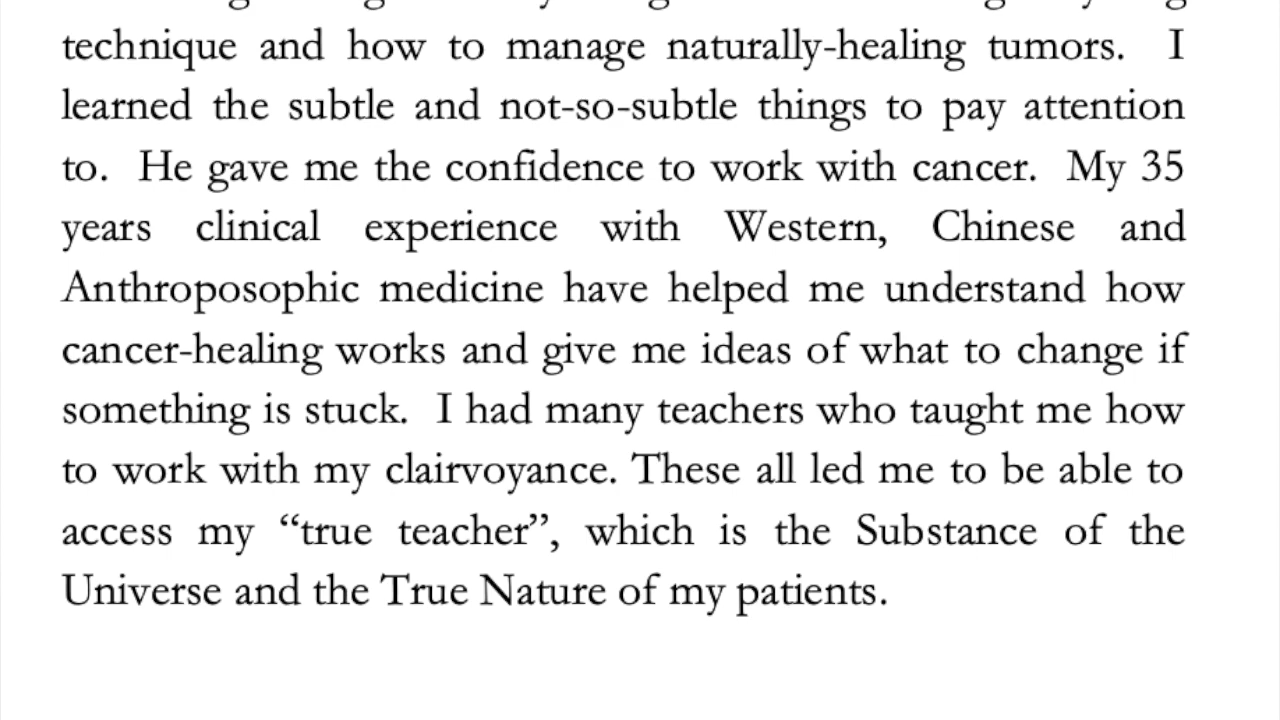 technique and how to manage naturally-healing tumors. I
learned the subtle and not-so-subtle things to pay attention
to. He gave me the confidence to work with cancer. My 35
years clinical experience with Western, Chinese and
Anthroposophic medicine have helped me understand how
cancer-healing works and give me ideas of what to change if
something is stuck. I had many teachers who taught me how
to work with my clairvoyance. These all led me to be able to
access my “true teacher”, which is the Substance of the
Universe and the True Nature of my patients.